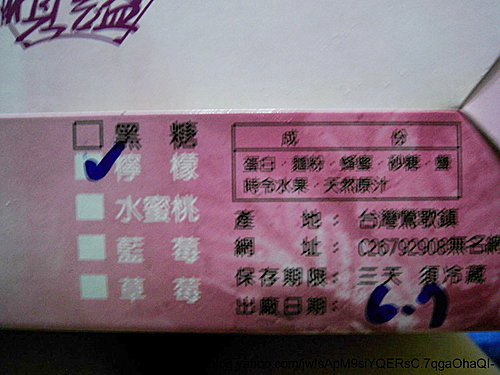 黑糖
檸檬
水蜜桃
藍莓
草莓
成份
蛋白·麵粉·蜂蜜·砂糖·鹽
時令水果·天然原汁
產地：台灣鶯歌鎮
網址：C26792908無名網
保存期限：三天 須冷藏
出廠日期：6.7